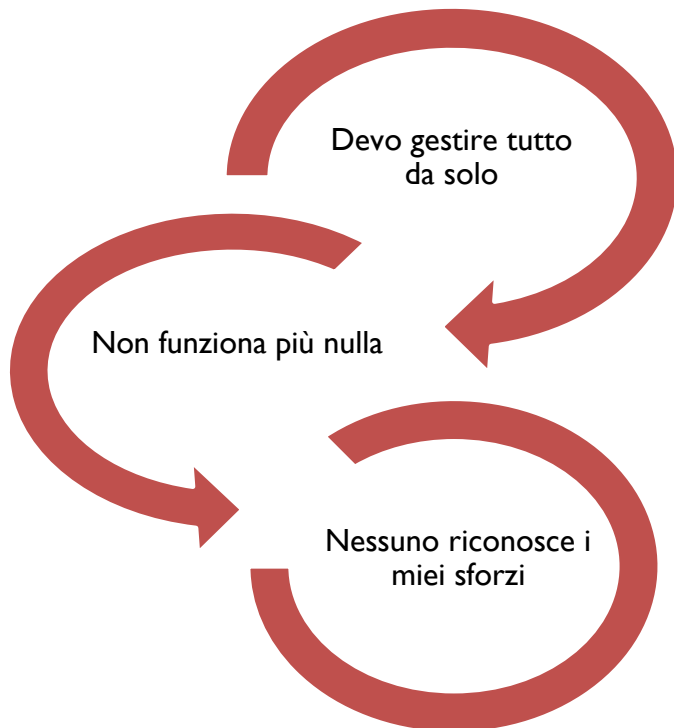 Devo gestire tutto
da solo
Non funziona più nulla
Nessuno riconosce i
miei sforzi